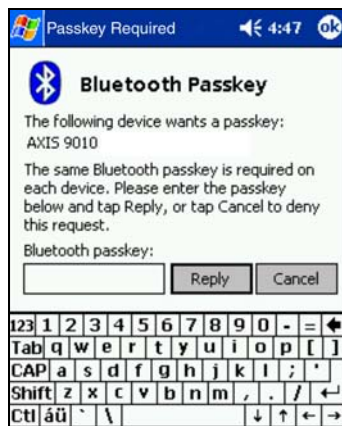 Passkey Required 4:47 ok
Bluetooth Passkey
The following device wants a passkey:
AXIS 9010
The same Bluetooth passkey is required on
each device. Please enter the passkey
below and tap Reply, or tap Cancel to deny
this request.
Bluetooth passkey:
Reply Cancel
123 1 2 3 4 5 6 7 8 9 0 - =
Tab q w e r t y u i o p [ ]
CAP a s d f g h j k l ; '
Shift z x c v b n m , . /
Ctl áü ` \